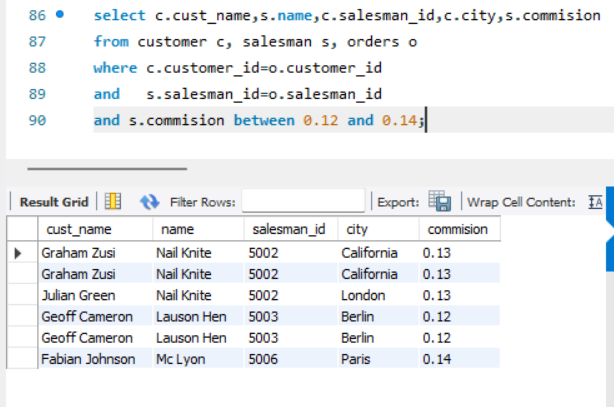 86 select c.cust_name,s.name,c.salesman_id,c.city,s.commision
87 from customer c, salesman s, orders o
88 where c.customer_id=o.customer_id
89 and s.salesman_id=o.salesman_id
90 and s.commision between 0.12 and 0.14;
Result Grid Filter Rows: Export: Wrap Cell Content: IA
cust_name name salesman_id city commision
Graham Zusi Nail Knite 5002 California 0.13
Graham Zusi Nail Knite 5002 California 0.13
Julian Green Nail Knite 5002 London 0.13
Geoff Cameron Lauson Hen 5003 Berlin 0.12
Geoff Cameron Lauson Hen 5003 Berlin 0.12
Fabian Johnson Mc Lyon 5006 Paris 0.14